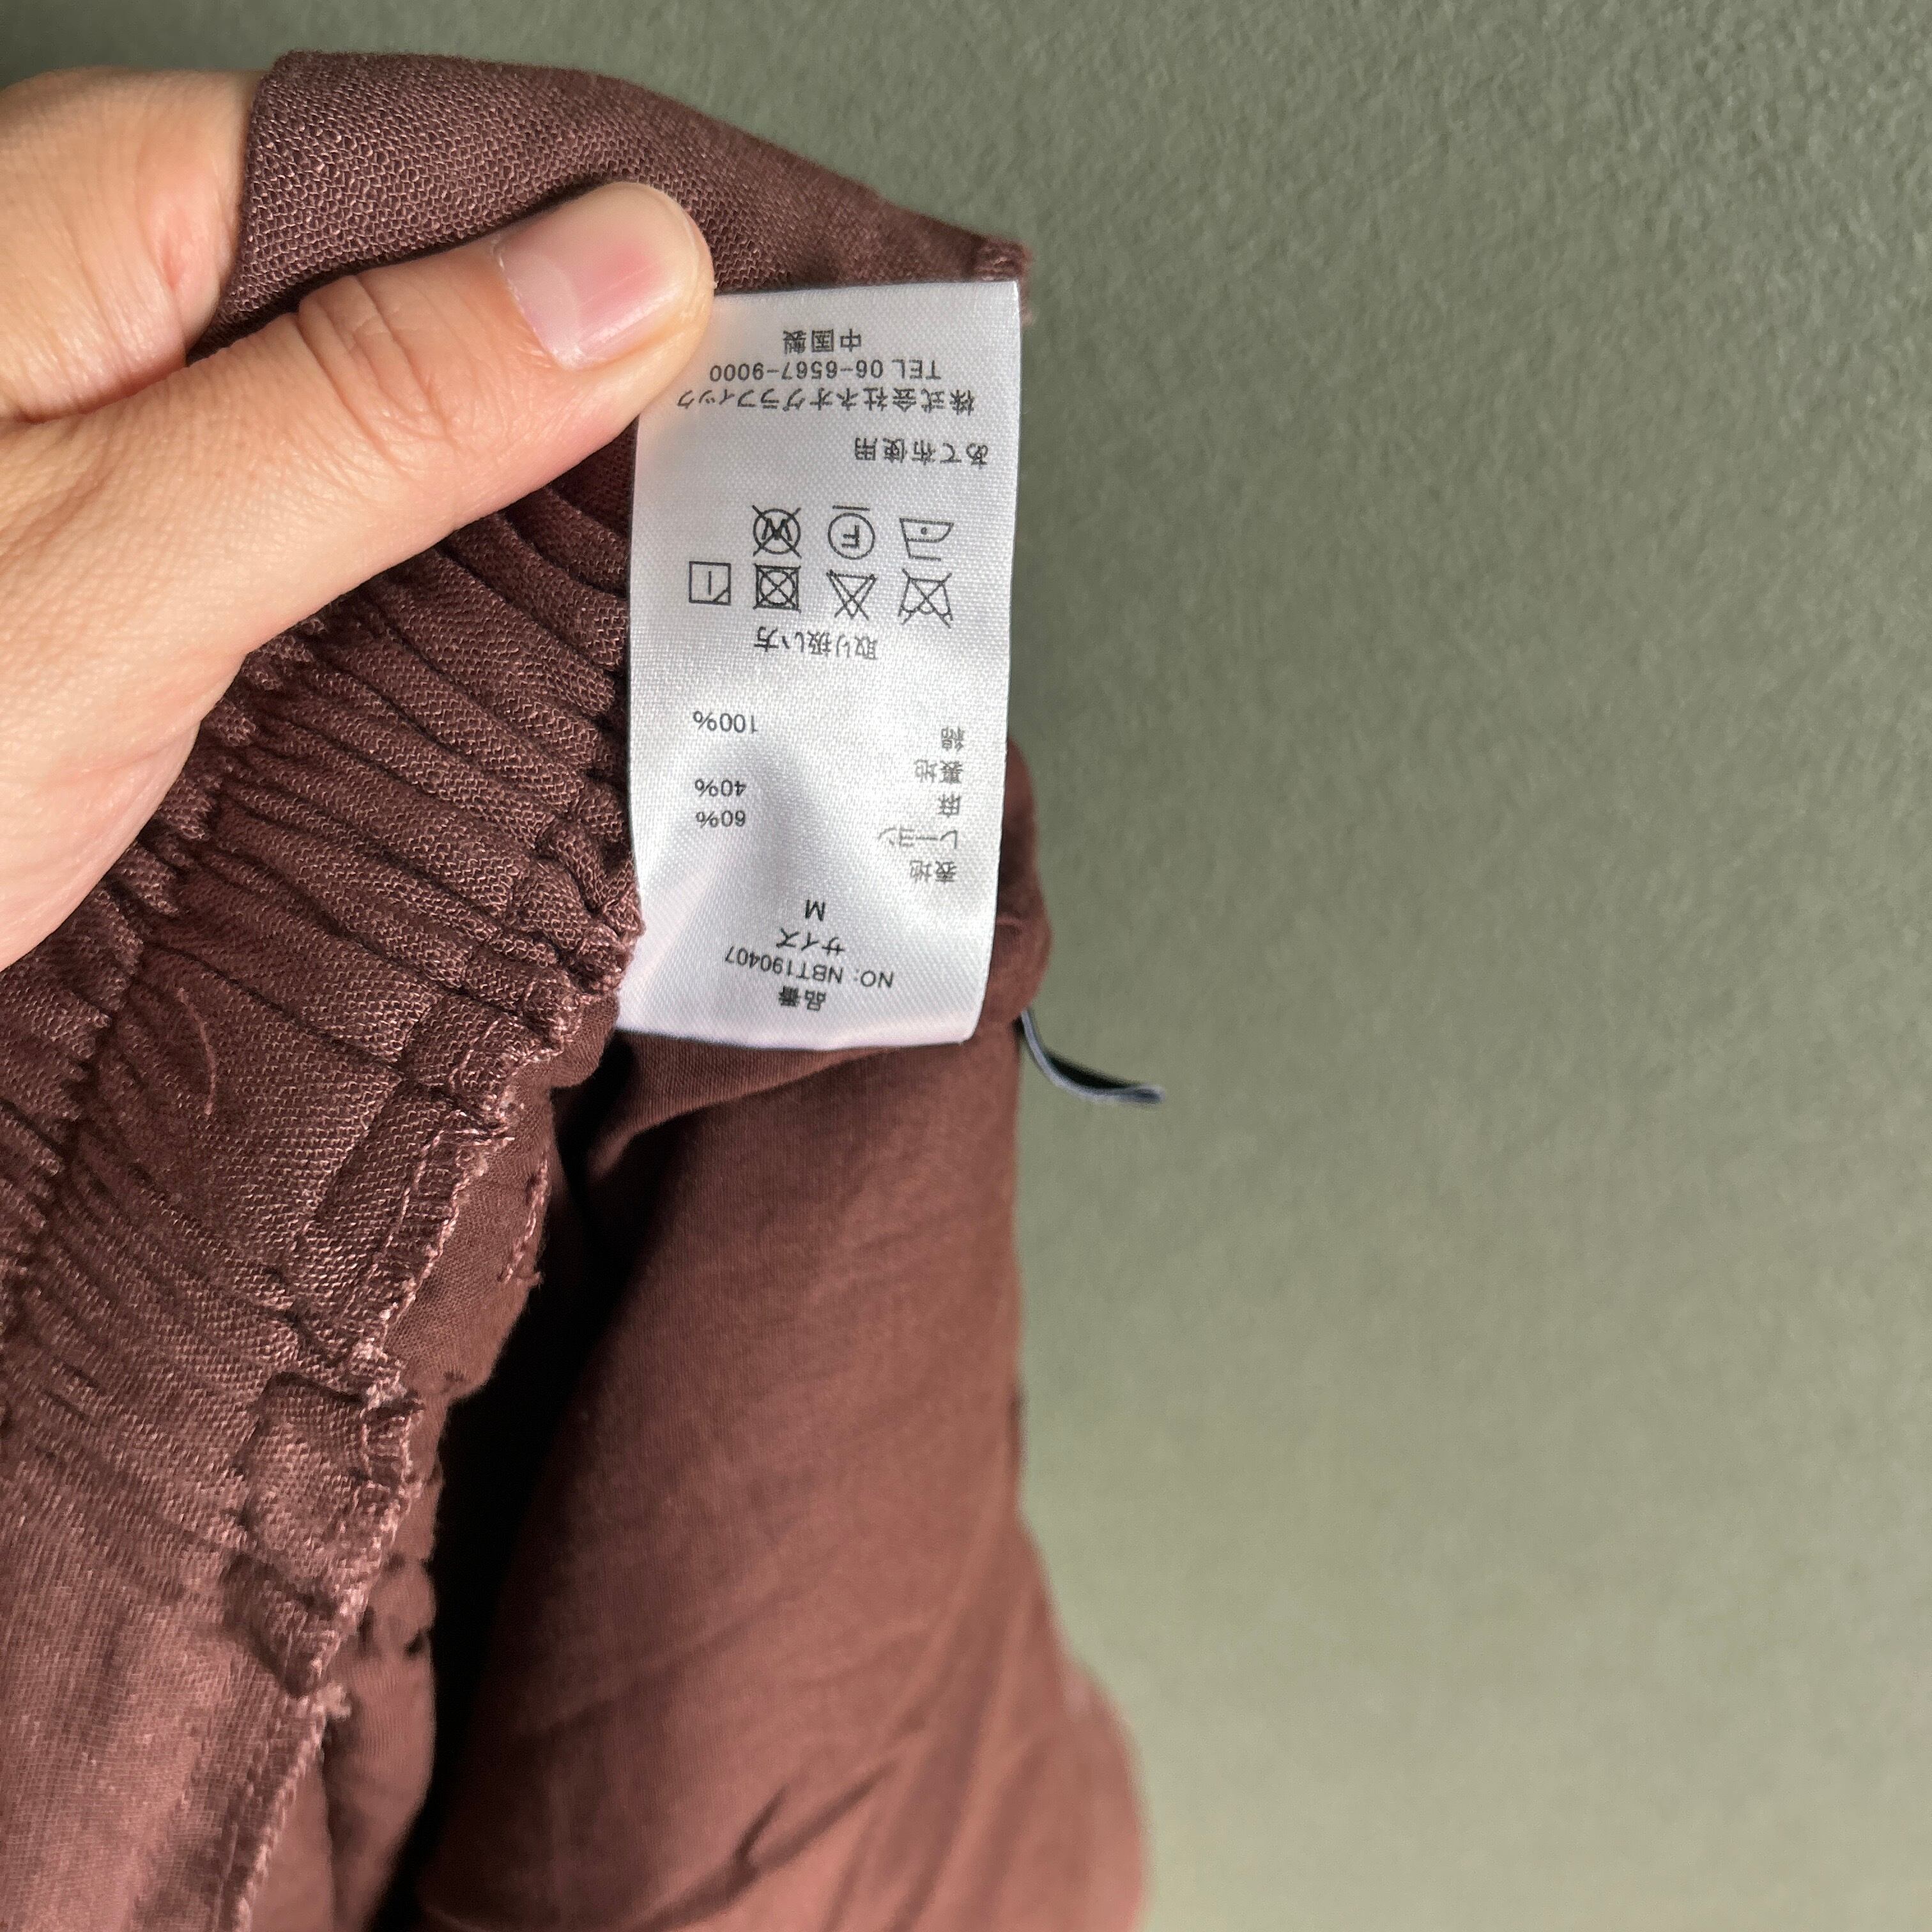 品番
NO: NBT190407
サイズ
M
表地
レーヨン 60%
麻 40%
裏地
綿 100%
取り扱い方
F W
あて布使用
株式会社ネオグラフィック
TEL 06-6567-9000
中国製